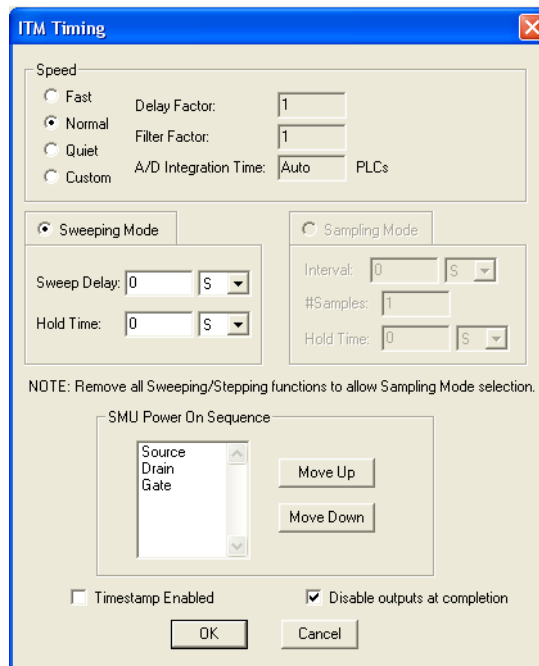 ITM Timing
Speed
Fast
Normal
Quiet
Custom
Delay Factor: 1
Filter Factor: 1
A/D Integration Time: Auto PLCs
Sweeping Mode
Sweep Delay: 0 S
Hold Time: 0 S
Sampling Mode
Interval: 0 S
#Samples: 1
Hold Time: 0 S
NOTE: Remove all Sweeping/Stepping functions to allow Sampling Mode selection.
SMU Power On Sequence
Source
Drain
Gate
Move Up
Move Down
Timestamp Enabled
Disable outputs at completion
OK
Cancel